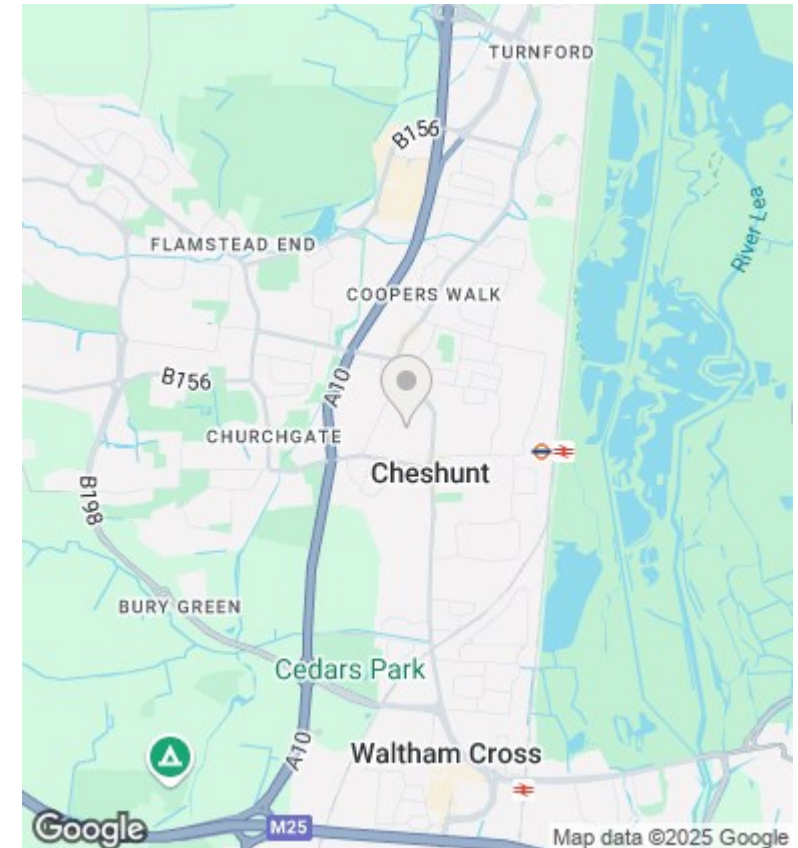 TURNFORD
B156
River Lea
FLAMSTEAD END
COOPERS WALK
B756
A10
CHURCHGATE
Cheshunt
B198
BURY GREEN
Cedars Park
A10
Waltham Cross
Google
M25
Map data ©2025 Google